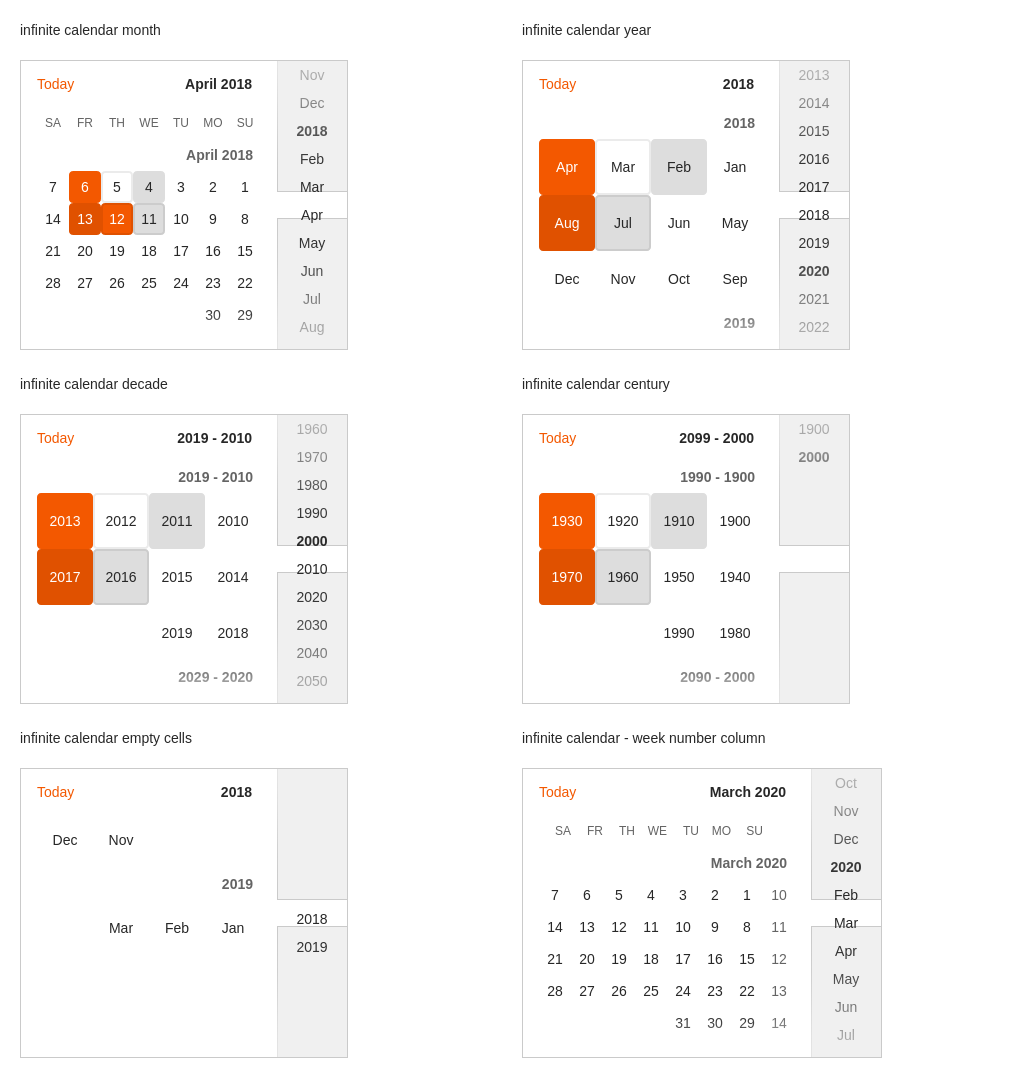 infinite calendar month
Today April 2018
SA FR TH WE TU MO SU
April 2018
7 6 5 4 3 2 1
14 13 12 11 10 9 8
21 20 19 18 17 16 15
28 27 26 25 24 23 22
30 29
Nov
Dec
2018
Feb
Mar
Apr
May
Jun
Jul
Aug
infinite calendar year
Today 2018
2018
Apr Mar Feb Jan
Aug Jul Jun May
Dec Nov Oct Sep
2019
2013
2014
2015
2016
2017
2018
2019
2020
2021
2022
infinite calendar decade
Today 2019 - 2010
2019 - 2010
2013 2012 2011 2010
2017 2016 2015 2014
2019 2018
2029 - 2020
1960
1970
1980
1990
2000
2010
2020
2030
2040
2050
infinite calendar century
Today 2099 - 2000
1990 - 1900
1930 1920 1910 1900
1970 1960 1950 1940
1990 1980
2090 - 2000
1900
2000
infinite calendar empty cells
Today 2018
Dec Nov
2019
Mar Feb Jan
2018
2019
infinite calendar - week number column
Today March 2020
SA FR TH WE TU MO SU
March 2020
7 6 5 4 3 2 1 10
14 13 12 11 10 9 8 11
21 20 19 18 17 16 15 12
28 27 26 25 24 23 22 13
31 30 29 14
Oct
Nov
Dec
2020
Feb
Mar
Apr
May
Jun
Jul